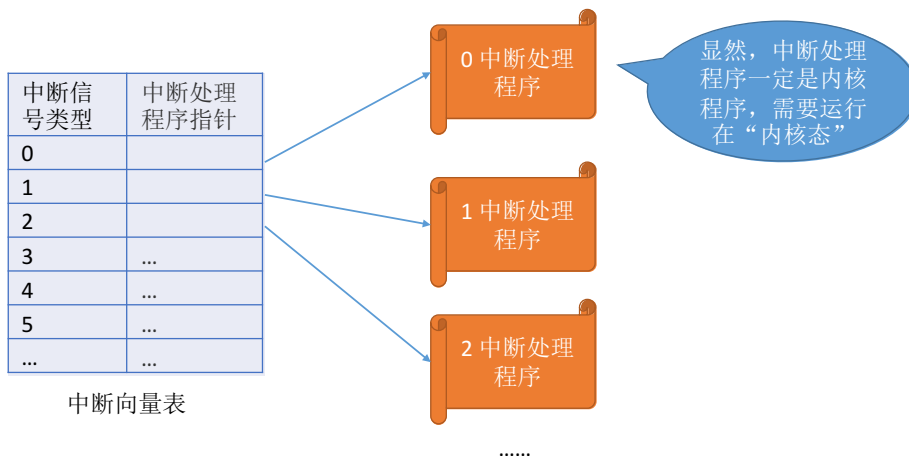 中断信
号类型
中断处理
程序指针
0
1
2
3
…
4
…
5
…
…
…
中断向量表
0 中断处理
程序
1 中断处理
程序
2 中断处理
程序
……
显然，中断处理
程序一定是内核
程序，需要运行
在“内核态”